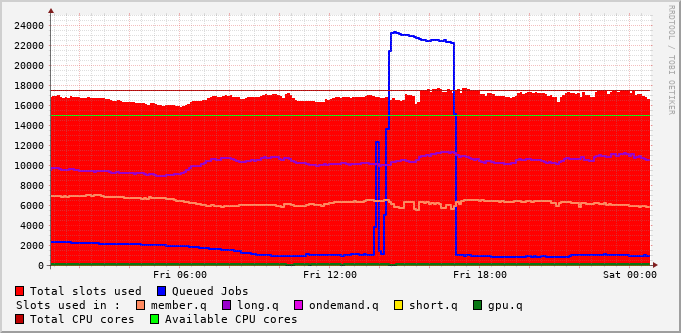 RRDTOOL / TOBI OETIKER
24000
22000
20000
18000
16000
14000
12000
10000
8000
6000
4000
2000
0
Fri 06:00 Fri 12:00 Fri 18:00 Sat 00:00
Total slots used Queued Jobs
Slots used in : member.q long.q ondemand.q short.q gpu.q
Total CPU cores Available CPU cores